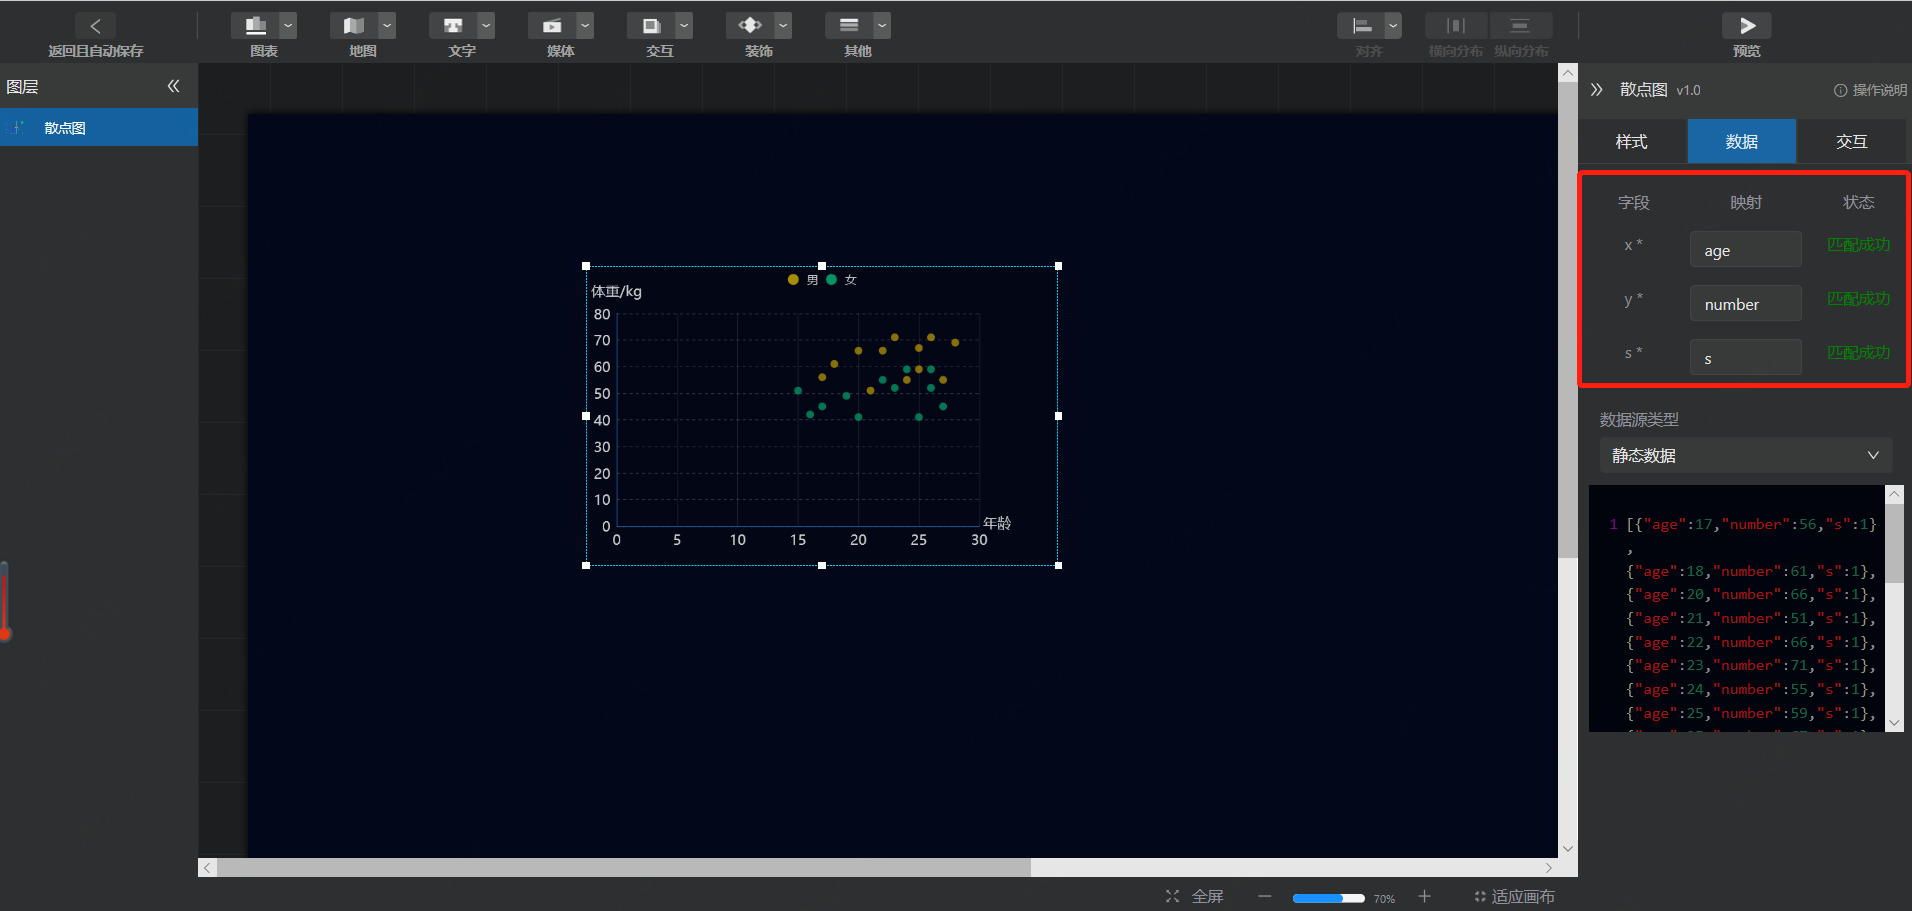 返回且自动保存
图表
地图
文字
媒体
交互
装饰
其他
对齐
横向分布
纵向分布
预览
图层
散点图
散点图 v1.0
操作说明
样式 数据 交互
字段 映射 状态
x * age 匹配成功
y * number 匹配成功
s * s 匹配成功
数据源类型
静态数据
1 [{"age":17,"number":56,"s":1}
,
{"age":18,"number":61,"s":1},
{"age":20,"number":66,"s":1},
{"age":21,"number":51,"s":1},
{"age":22,"number":66,"s":1},
{"age":23,"number":71,"s":1},
{"age":24,"number":55,"s":1},
{"age":25,"number":59,"s":1},
男 女
体重/kg
80
70
60
50
40
30
20
10
0
年龄
0 5 10 15 20 25 30
全屏
70%
适应画布